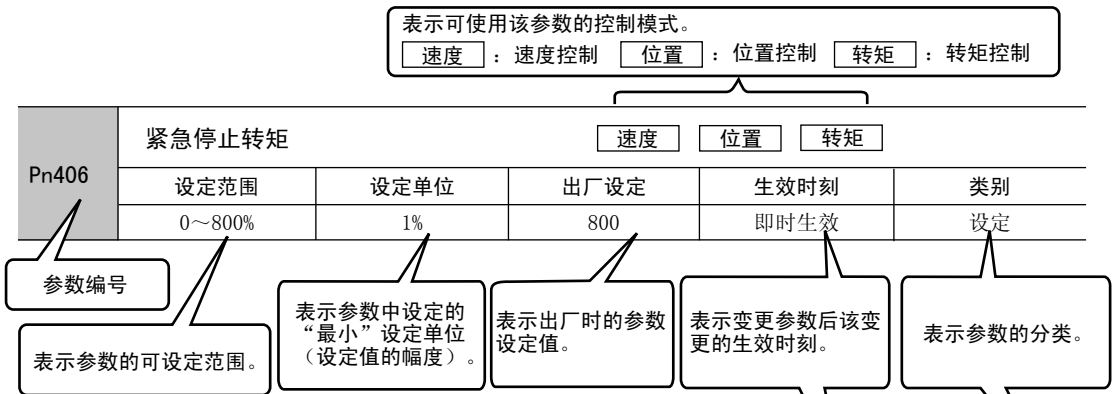 表示可使用该参数的控制模式。
速度 ：速度控制 位置 ：位置控制 转矩 ：转矩控制
Pn406
紧急停止转矩 速度 位置 转矩
设定范围 设定单位 出厂设定 生效时刻 类别
0～800% 1% 800 即时生效 设定
参数编号
表示参数的可设定范围。
表示参数中设定的
“最小”设定单位
（设定值的幅度）。
表示出厂时的参数
设定值。
表示变更参数后该变
更的生效时刻。
表示参数的分类。